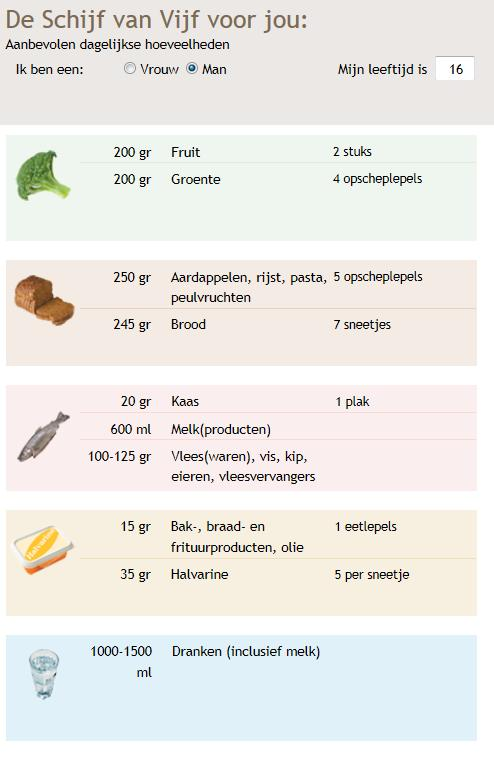 De Schijf van Vijf voor jou:
Aanbevolen dagelijkse hoeveelheden
Ik ben een: Vrouw Man Mijn leeftijd is 16
200 gr Fruit 2 stuks
200 gr Groente 4 opscheplepels
250 gr Aardappelen, rijst, pasta, 5 opscheplepels
peulvruchten
245 gr Brood 7 sneetjes
20 gr Kaas 1 plak
600 ml Melk(producten)
100-125 gr Vlees(waren), vis, kip,
eieren, vleesvervangers
15 gr Bak-, braad- en 1 eetlepels
frituurproducten, olie
Halvarine
35 gr Halvarine 5 per sneetje
1000-1500 Dranken (inclusief melk)
ml